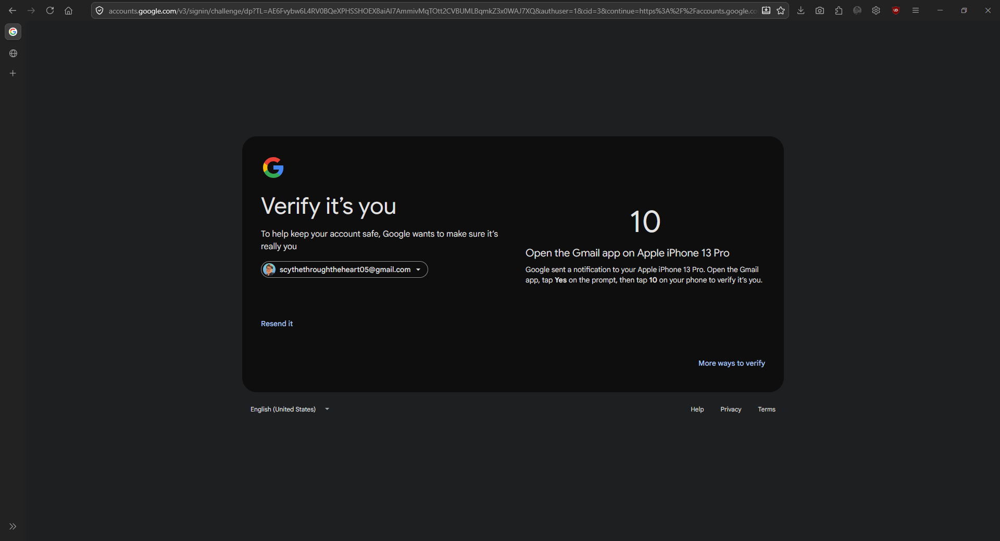 accounts.google.com/v3/signin/challenge/dp?TL=AE6Fvybw6L4RV0BQeXPHSSHOEX8aiAl7AmmivMqTOtt2CVBUMLBqmkZ3x0WAJ7XQ&authuser=1&cid=3&continue=https%3A%2F%2Faccounts.google.co
Verify it’s you
To help keep your account safe, Google wants to make sure it’s
really you
scythethroughtheheart05@gmail.com
Resend it
10
Open the Gmail app on Apple iPhone 13 Pro
Google sent a notification to your Apple iPhone 13 Pro. Open the Gmail
app, tap Yes on the prompt, then tap 10 on your phone to verify it’s you.
More ways to verify
English (United States)
Help
Privacy
Terms